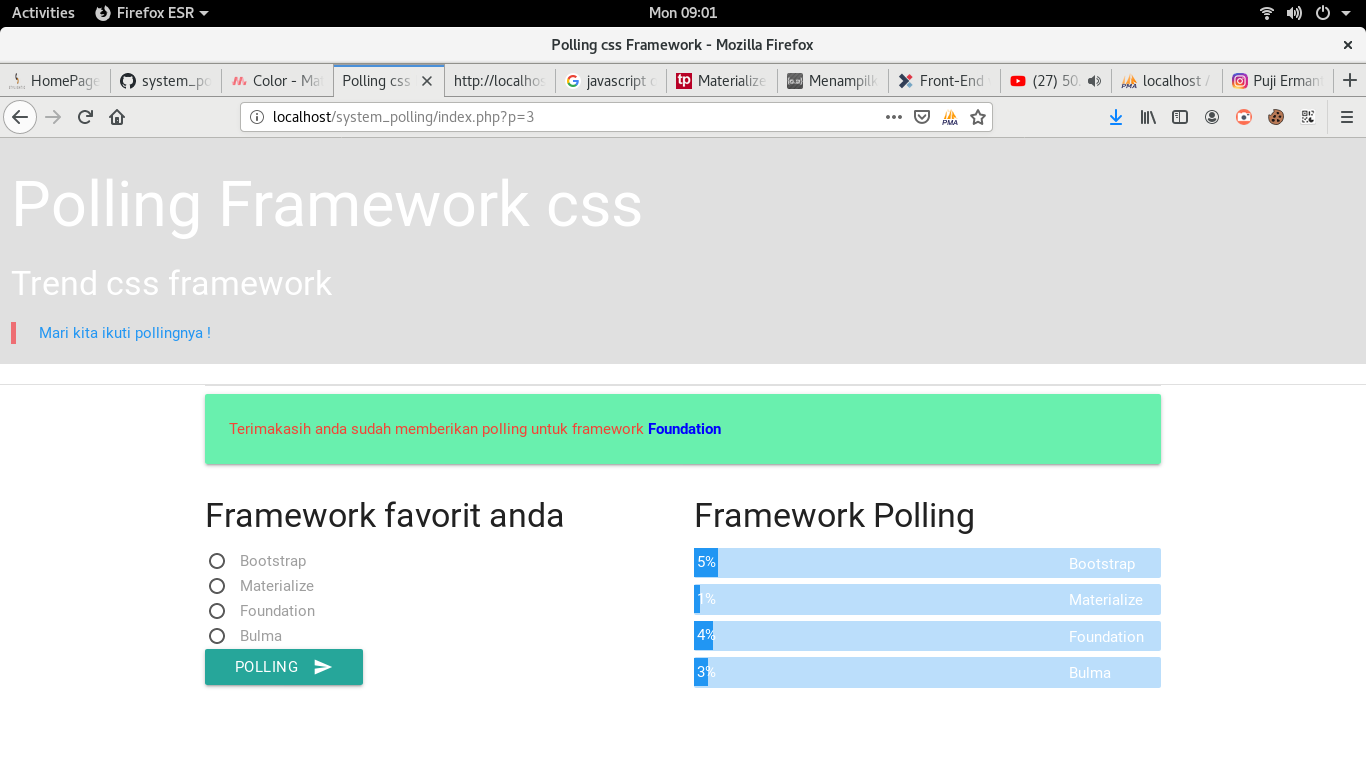 Activities Firefox ESR Mon 09:01
Polling css Framework - Mozilla Firefox
HomePage system_po Color - Ma Polling css http://localhos javascript Materialize Menampilk Front-End (27) 50. localhost / Puji Erman
localhost/system_polling/index.php?p=3 PMA
Polling Framework css
Trend css framework
Mari kita ikuti pollingnya !
Terimakasih anda sudah memberikan polling untuk framework Foundation
Framework favorit anda
Bootstrap
Materialize
Foundation
Bulma
POLLING
Framework Polling
5% Bootstrap
1% Materialize
4% Foundation
3% Bulma